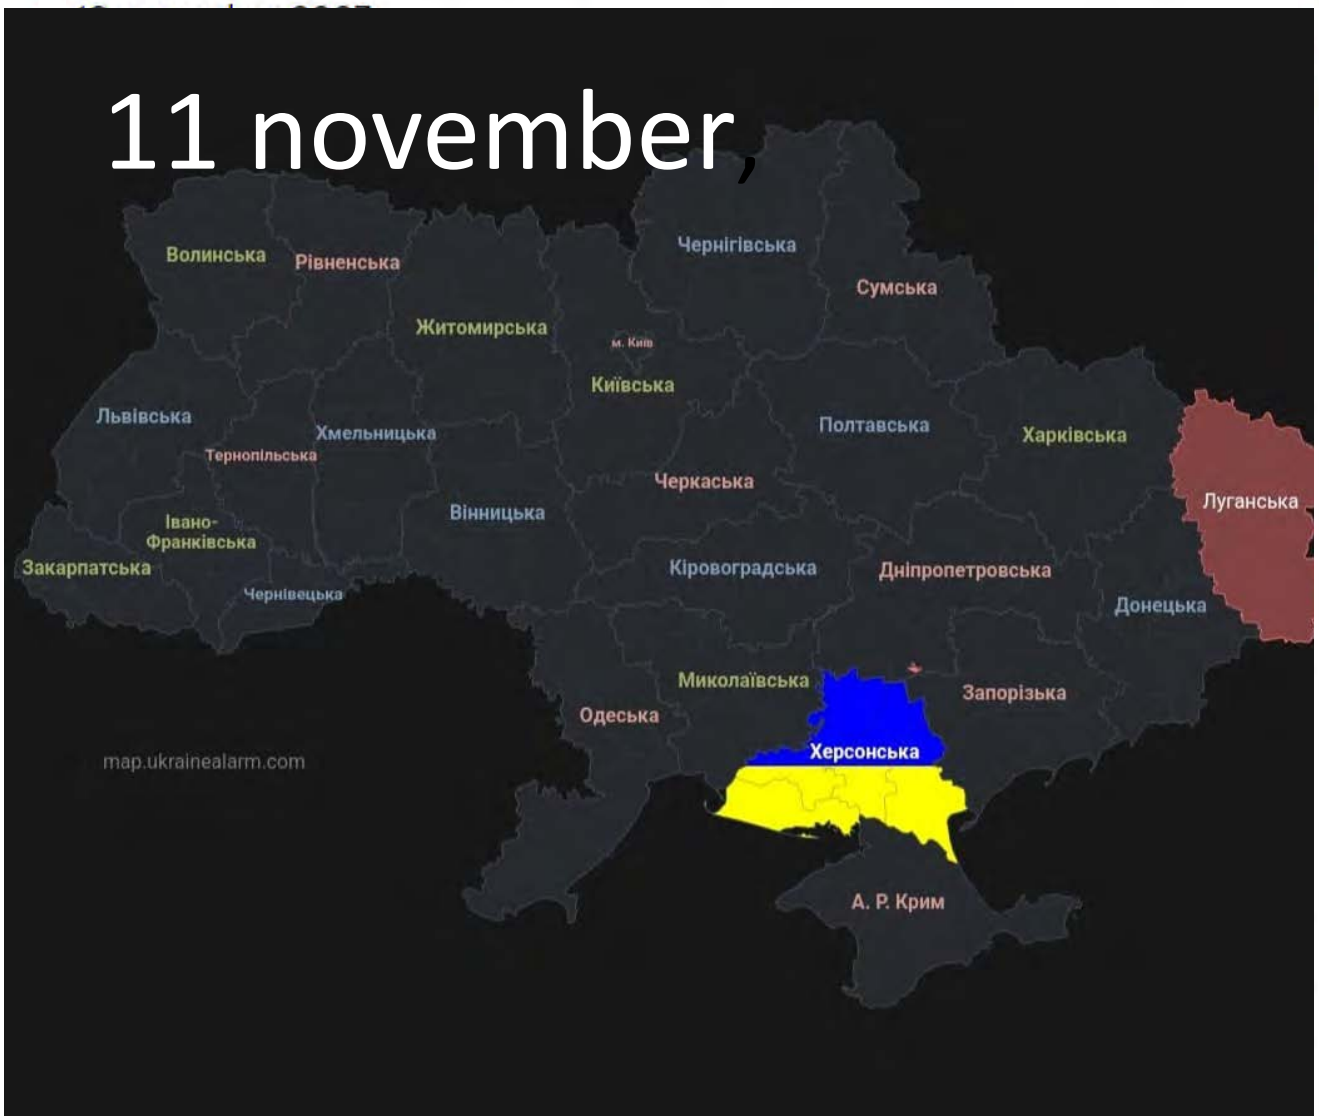 11 november,
Волинська
Рівненська
Чернігівська
Сумська
Житомирська
м. Київ
Київська
Львівська
Хмельницька
Тернопільська
Полтавська
Харківська
Черкаська
Луганська
Вінницька
Івано-
Франківська
Закарпатська
Чернівецька
Кіровоградська
Дніпропетровська
Донецька
Миколаївська
Запорізька
Одеська
Херсонська
map.ukrainealarm.com
А. Р. Крим